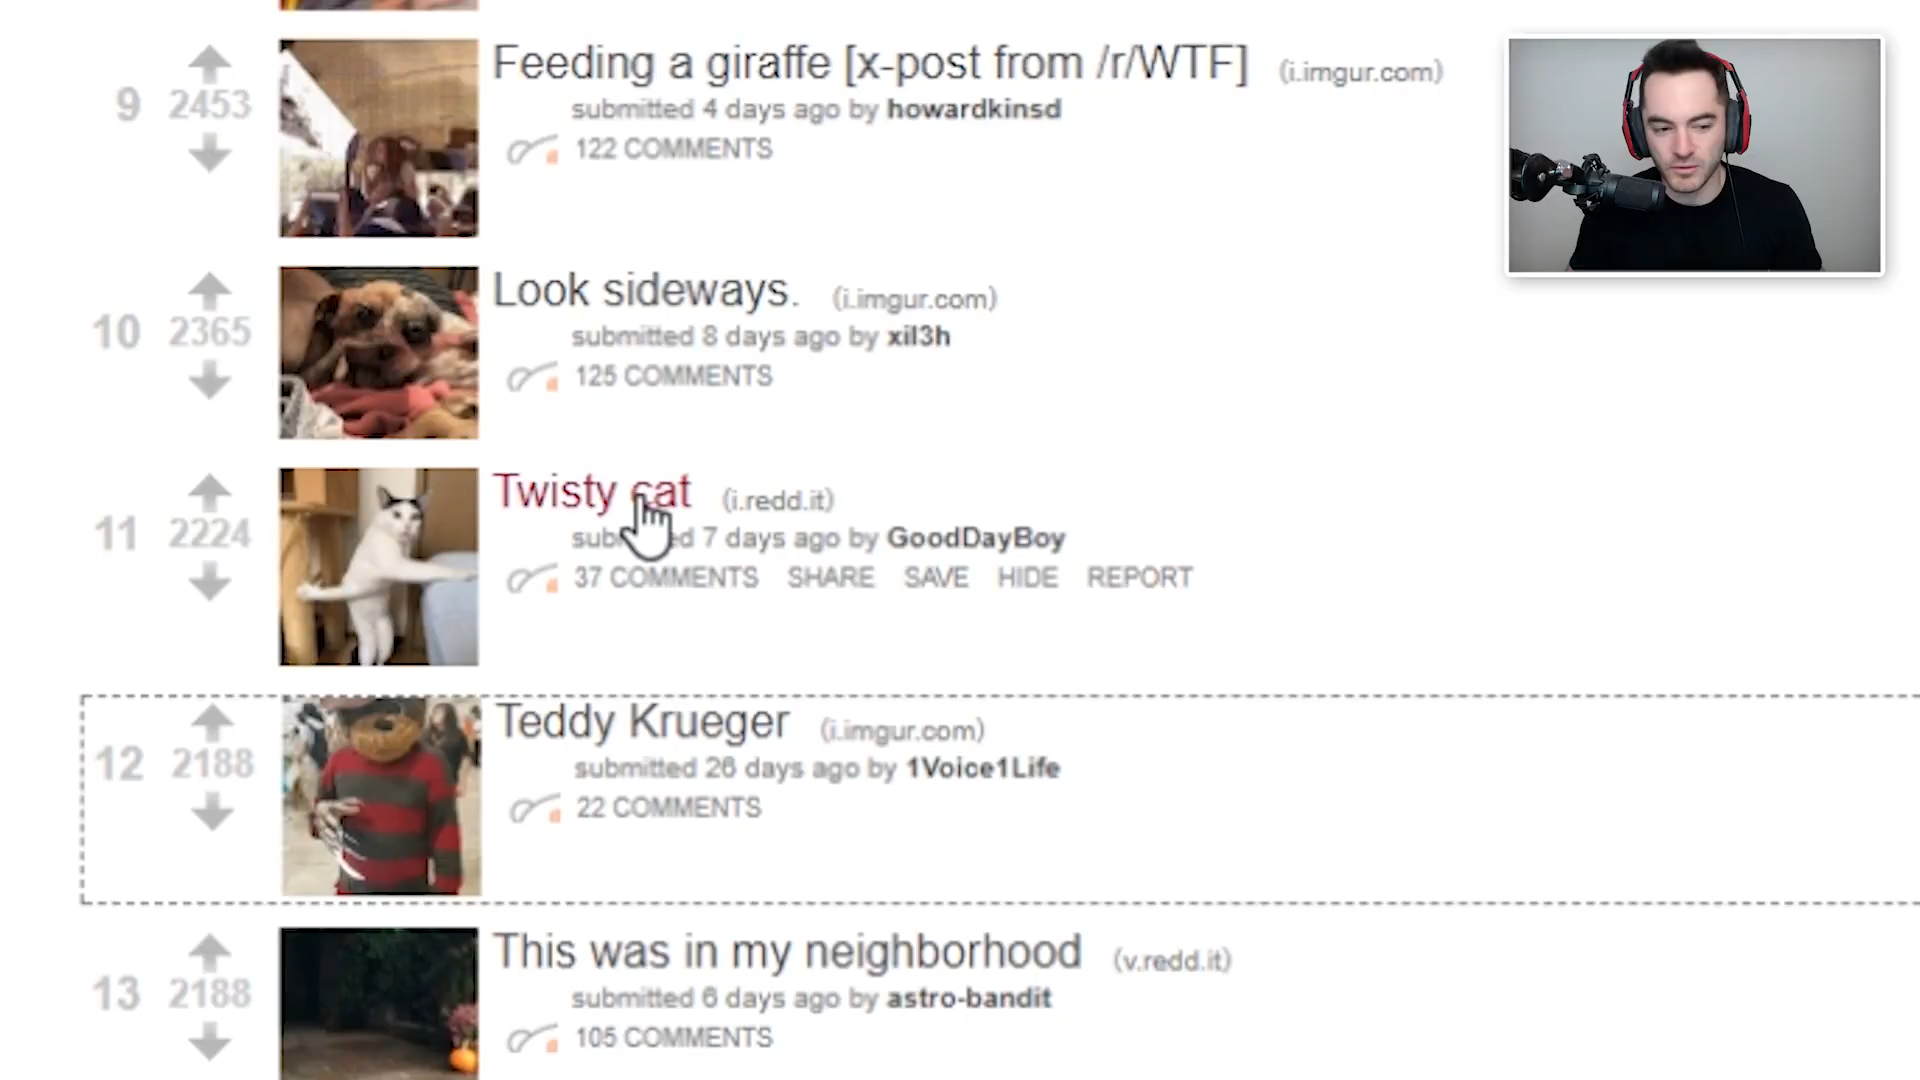 Feeding a giraffe [x-post from /r/WTF] (i.imgur.com)
9 2453
submitted 4 days ago by howardkinsd
122 COMMENTS
Look sideways. (i.imgur.com)
10 2365
submitted 8 days ago by xil3h
125 COMMENTS
Twisty cat (i.redd.it)
11 2224
submitted 7 days ago by GoodDayBoy
37 COMMENTS SHARE SAVE HIDE REPORT
Teddy Krueger (i.imgur.com)
12 2188
submitted 26 days ago by 1Voice1Life
22 COMMENTS
This was in my neighborhood (v.redd.it)
13 2188
submitted 6 days ago by astro-bandit
105 COMMENTS